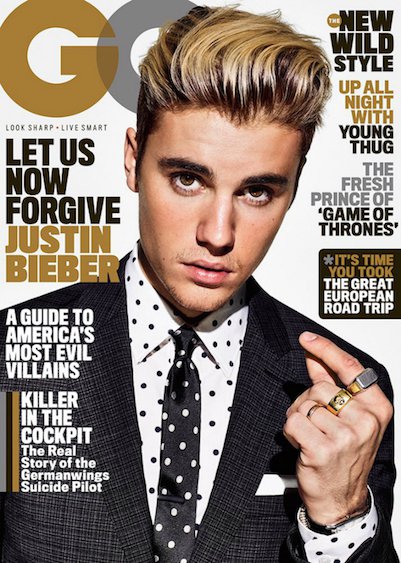 GQ
LOOK SHARP • LIVE SMART
LET US
NOW
FORGIVE
JUSTIN
BIEBER
A GUIDE TO
AMERICA'S
MOST EVIL
VILLAINS
KILLER
IN THE
COCKPIT
The Real
Story of the
Germanwings
Suicide Pilot
THE NEW
WILD
STYLE
UP ALL
NIGHT
WITH
YOUNG
THUG
THE
FRESH
PRINCE OF
'GAME OF
THRONES'
*IT'S TIME
YOU TOOK
THE GREAT
EUROPEAN
ROAD TRIP